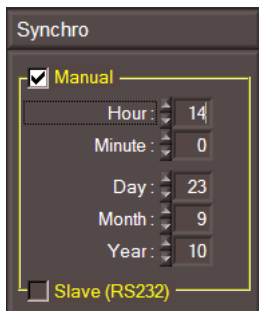 Synchro
Manual
Hour: 14
Minute: 0
Day: 23
Month: 9
Year: 10
Slave (RS232)